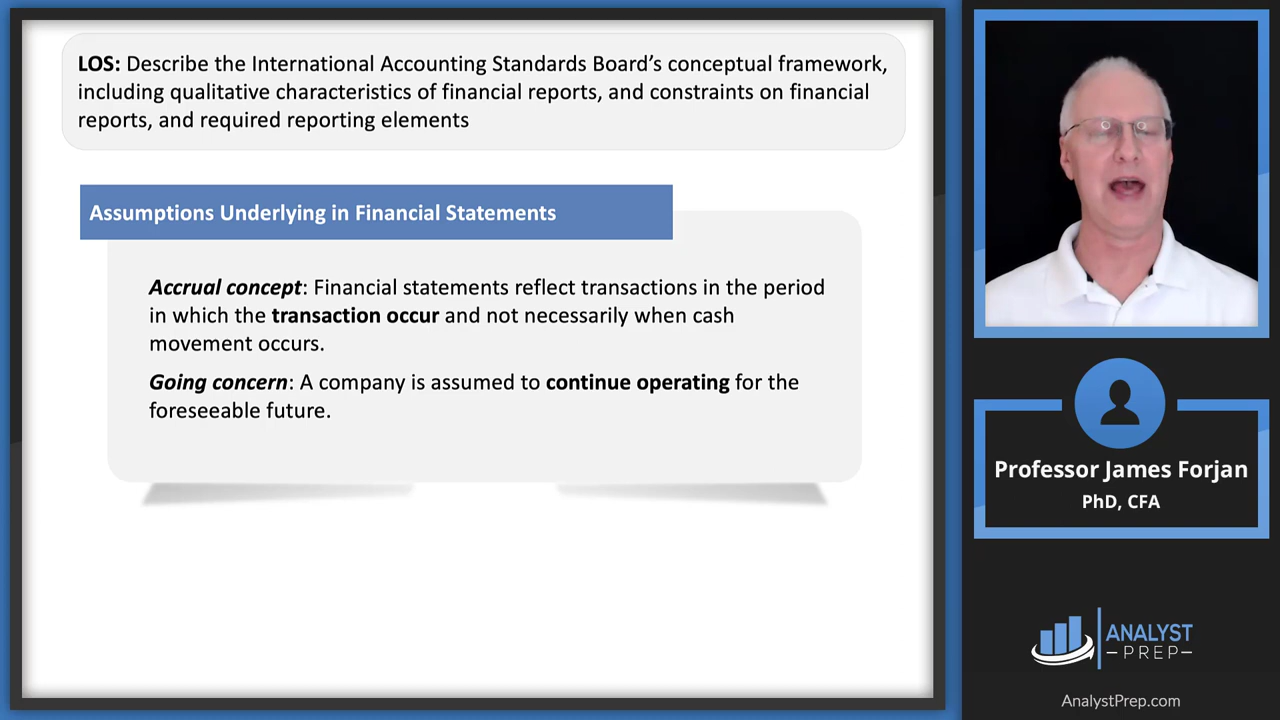 LOS: Describe the International Accounting Standards Board’s conceptual framework,
including qualitative characteristics of financial reports, and constraints on financial
reports, and required reporting elements
Assumptions Underlying in Financial Statements
Accrual concept: Financial statements reflect transactions in the period
in which the transaction occur and not necessarily when cash
movement occurs.
Going concern: A company is assumed to continue operating for the
foreseeable future.
Professor James Forjan
PhD, CFA
ANALYST
–PREP–
AnalystPrep.com